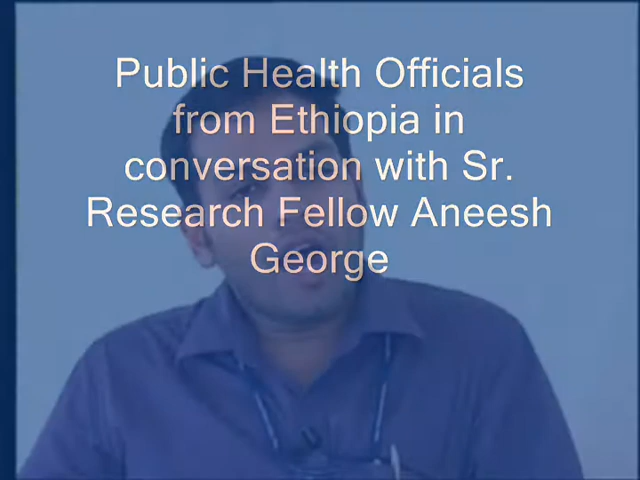 Public Health Officials
from Ethiopia in
conversation with Sr.
Research Fellow Aneesh
George